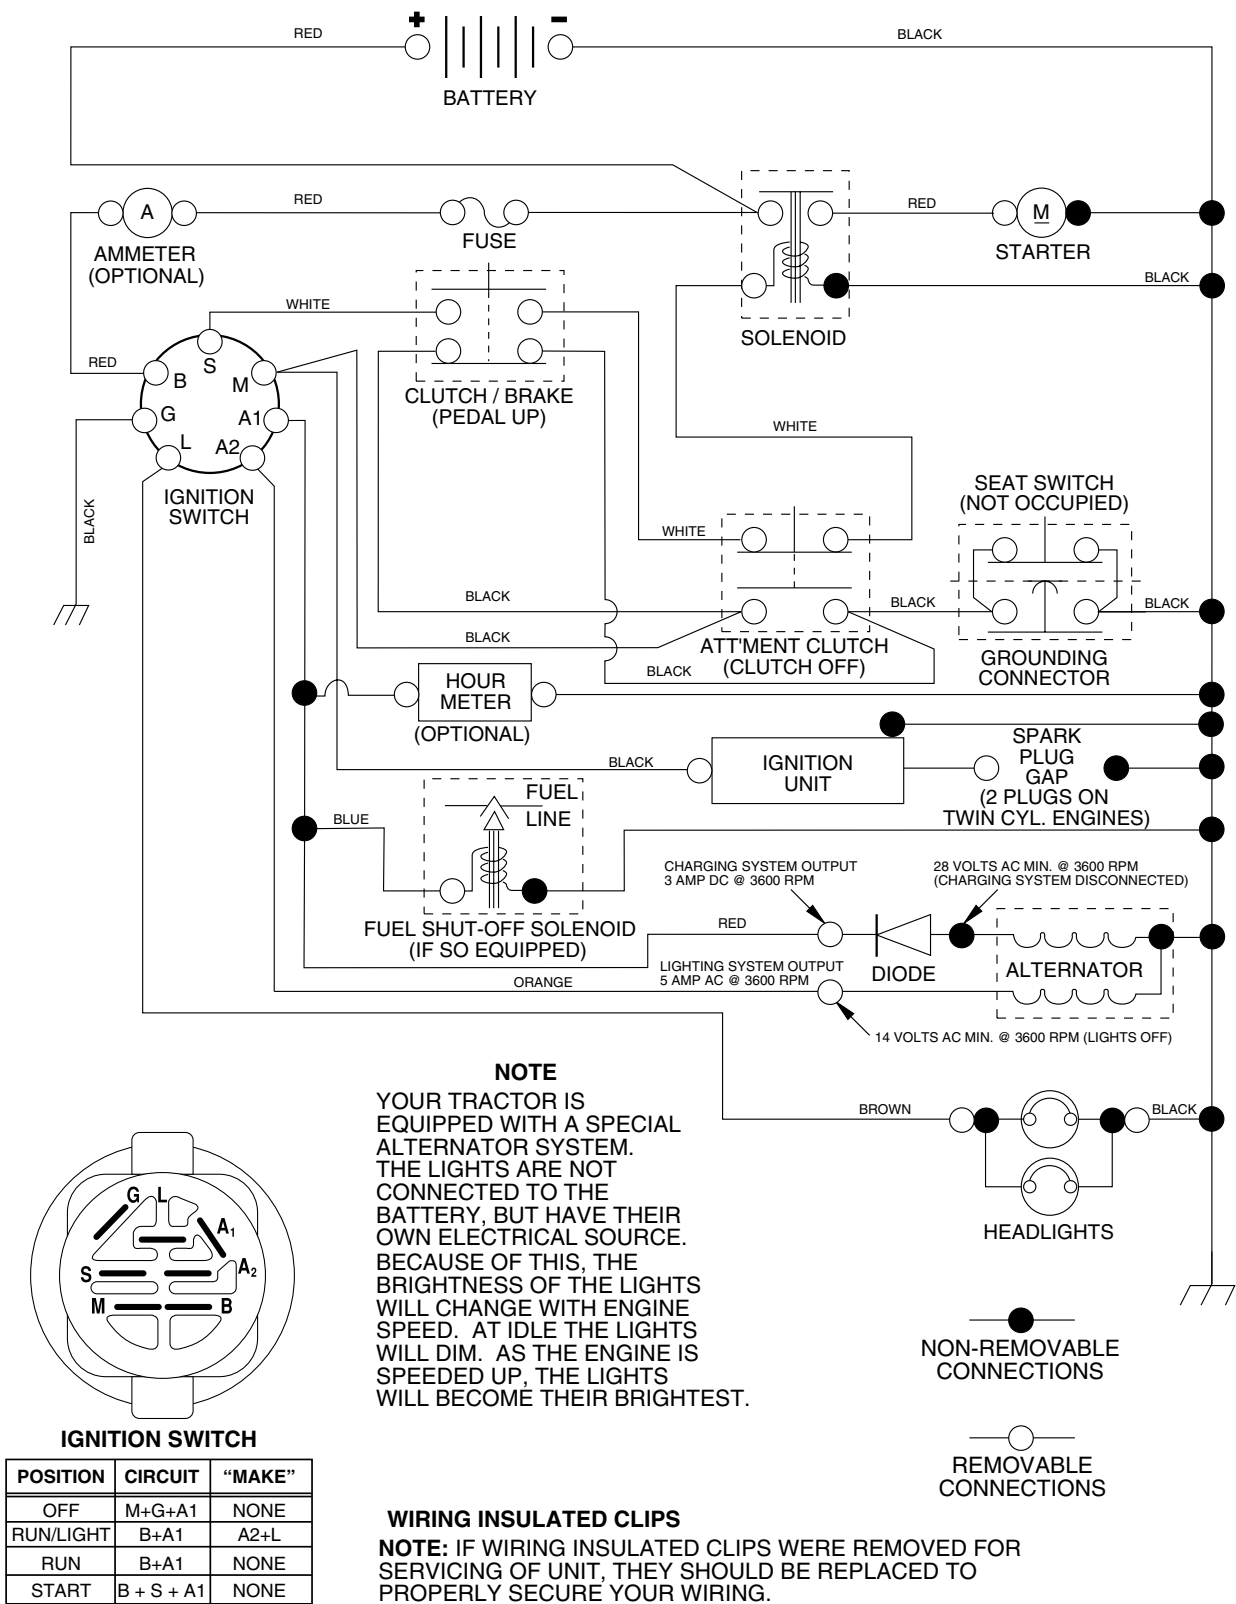 RED
+
−
BLACK
BATTERY
A
RED
RED
M
FUSE
STARTER
AMMETER
(OPTIONAL)
BLACK
WHITE
SOLENOID
RED
S
B
M
CLUTCH / BRAKE
(PEDAL UP)
G
A1
WHITE
L
A2
IGNITION
SWITCH
SEAT SWITCH
(NOT OCCUPIED)
BLACK
WHITE
BLACK
BLACK
BLACK
BLACK
ATT'MENT CLUTCH
(CLUTCH OFF)
GROUNDING
CONNECTOR
BLACK
HOUR
METER
(OPTIONAL)
BLACK
IGNITION
UNIT
SPARK
PLUG
GAP
(2 PLUGS ON
TWIN CYL. ENGINES)
FUEL
LINE
BLUE
CHARGING SYSTEM OUTPUT
3 AMP DC @ 3600 RPM
28 VOLTS AC MIN. @ 3600 RPM
(CHARGING SYSTEM DISCONNECTED)
FUEL SHUT-OFF SOLENOID
(IF SO EQUIPPED)
RED
DIODE
ALTERNATOR
LIGHTING SYSTEM OUTPUT
5 AMP AC @ 3600 RPM
ORANGE
14 VOLTS AC MIN. @ 3600 RPM (LIGHTS OFF)
NOTE
YOUR TRACTOR IS
EQUIPPED WITH A SPECIAL
ALTERNATOR SYSTEM.
THE LIGHTS ARE NOT
CONNECTED TO THE
BATTERY, BUT HAVE THEIR
OWN ELECTRICAL SOURCE.
BECAUSE OF THIS, THE
BRIGHTNESS OF THE LIGHTS
WILL CHANGE WITH ENGINE
SPEED. AT IDLE THE LIGHTS
WILL DIM. AS THE ENGINE IS
SPEEDED UP, THE LIGHTS
WILL BECOME THEIR BRIGHTEST.
BROWN
BLACK
HEADLIGHTS
G L
A1
S
A2
M
B
IGNITION SWITCH
NON-REMOVABLE
CONNECTIONS
REMOVABLE
CONNECTIONS
POSITION CIRCUIT “MAKE”
OFF M+G+A1 NONE
RUN/LIGHT B+A1 A2+L
RUN B+A1 NONE
START B + S + A1 NONE
WIRING INSULATED CLIPS
NOTE: IF WIRING INSULATED CLIPS WERE REMOVED FOR
SERVICING OF UNIT, THEY SHOULD BE REPLACED TO
PROPERLY SECURE YOUR WIRING.